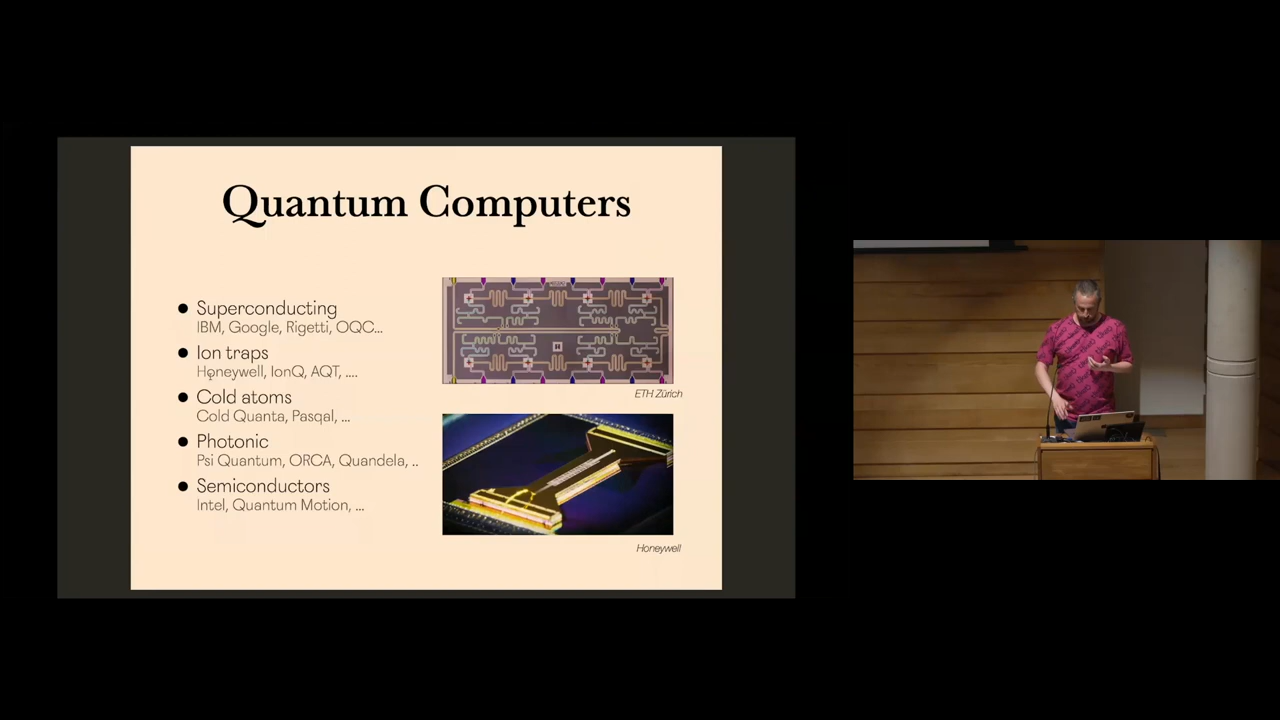 Quantum Computers
● Superconducting
IBM, Google, Rigetti, OQC...
● Ion traps
Honeywell, IonQ, AQT, ....
● Cold atoms
Cold Quanta, Pasqal, ...
● Photonic
Psi Quantum, ORCA, Quandela, ..
● Semiconductors
Intel, Quantum Motion, ...
ETH Zürich
Honeywell